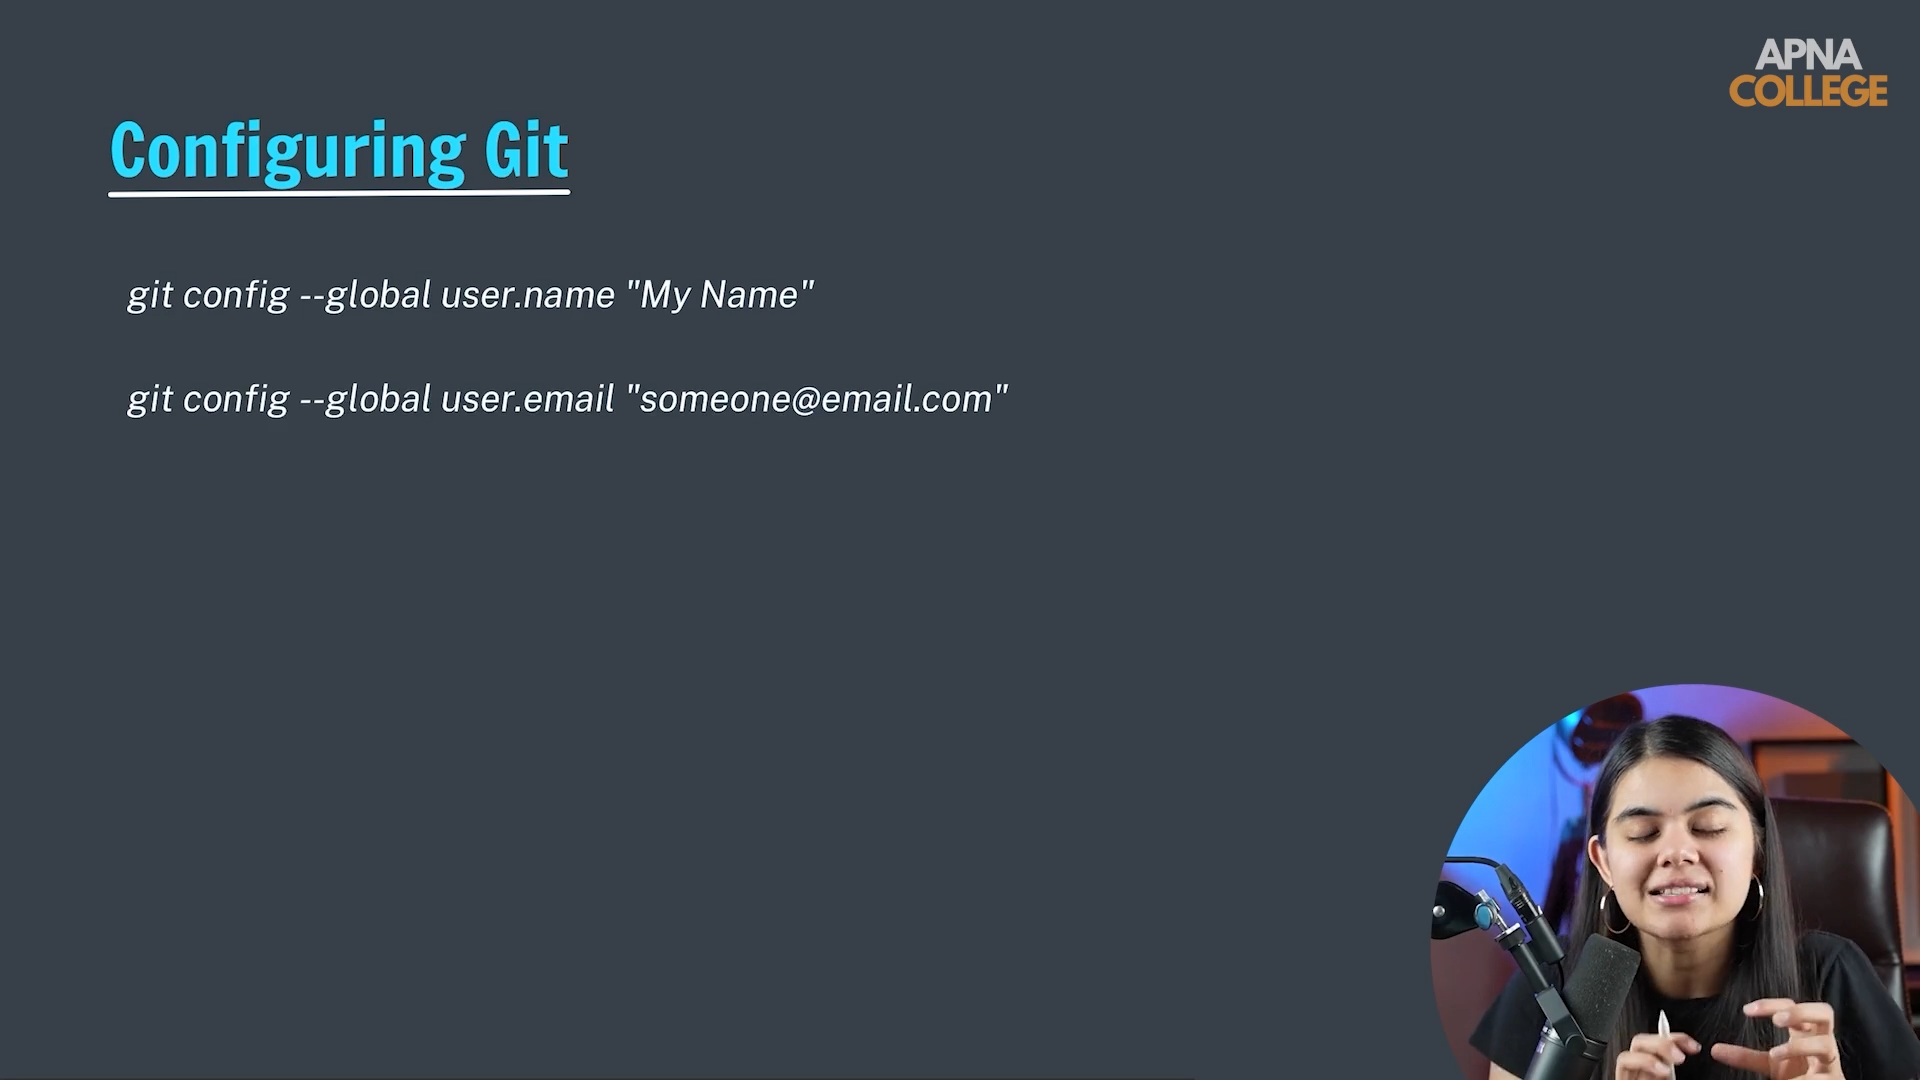 APNA
COLLEGE
Configuring Git
git config --global user.name "My Name"
git config --global user.email "someone@email.com"